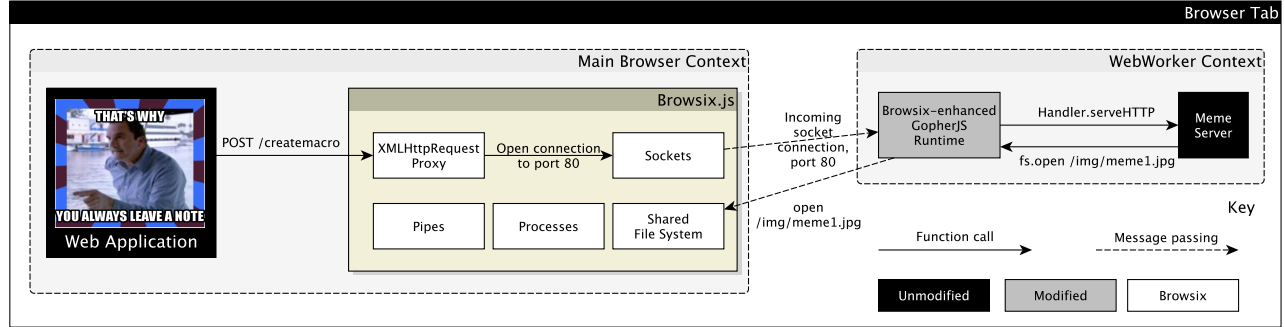 Browser Tab
Main Browser Context
WebWorker Context
THAT'S WHY
YOU ALWAYS LEAVE A NOTE
Web Application
POST /createmacro
Browsix.js
XMLHttpRequest
Proxy
Open connection
to port 80
Sockets
Pipes
Processes
Shared
File System
Incoming
socket
connection,
port 80
open
/img/meme1.jpg
Browsix-enhanced
GopherJS
Runtime
Handler.serveHTTP
fs.open /img/meme1.jpg
Meme
Server
Key
Function call
Message passing
Unmodified
Modified
Browsix